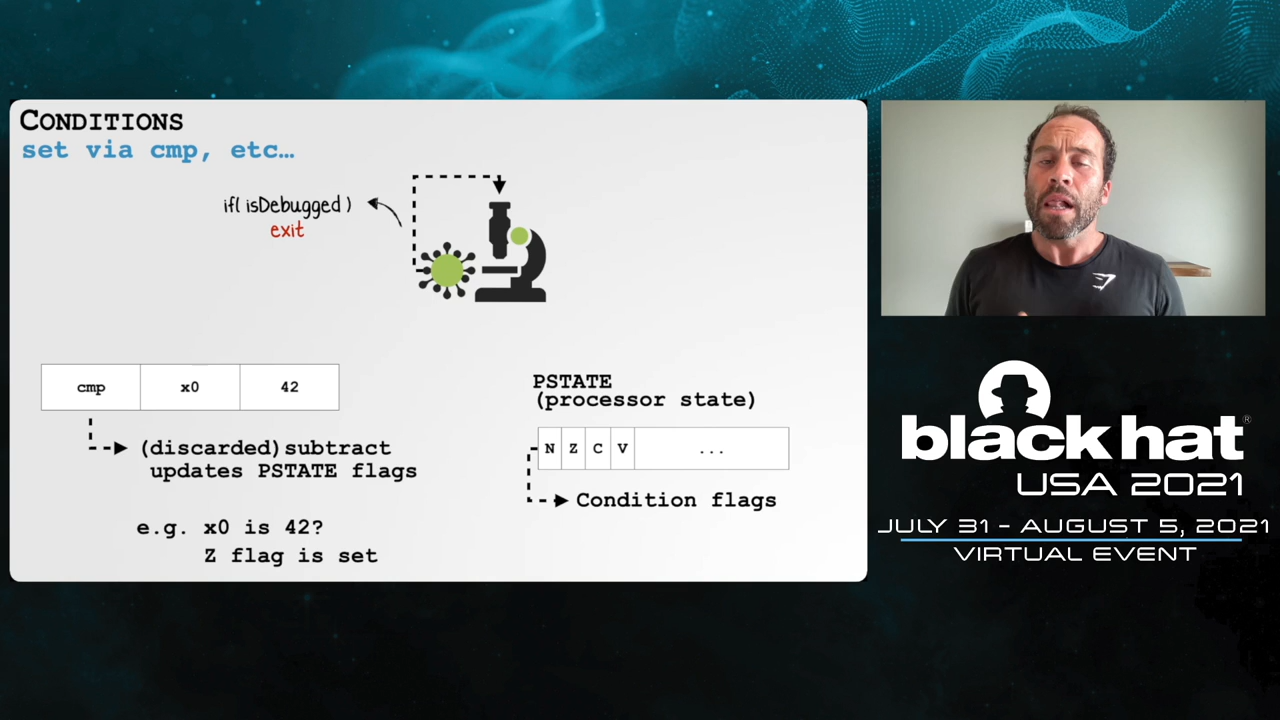 CONDITIONS
set via cmp, etc…
if( isDebugged )
exit
cmp x0 42
(discarded)subtract
updates PSTATE flags
e.g. x0 is 42?
Z flag is set
PSTATE
(processor state)
N Z C V ...
Condition flags
black hat®
USA 2021
JULY 31 - AUGUST 5, 2021
VIRTUAL EVENT